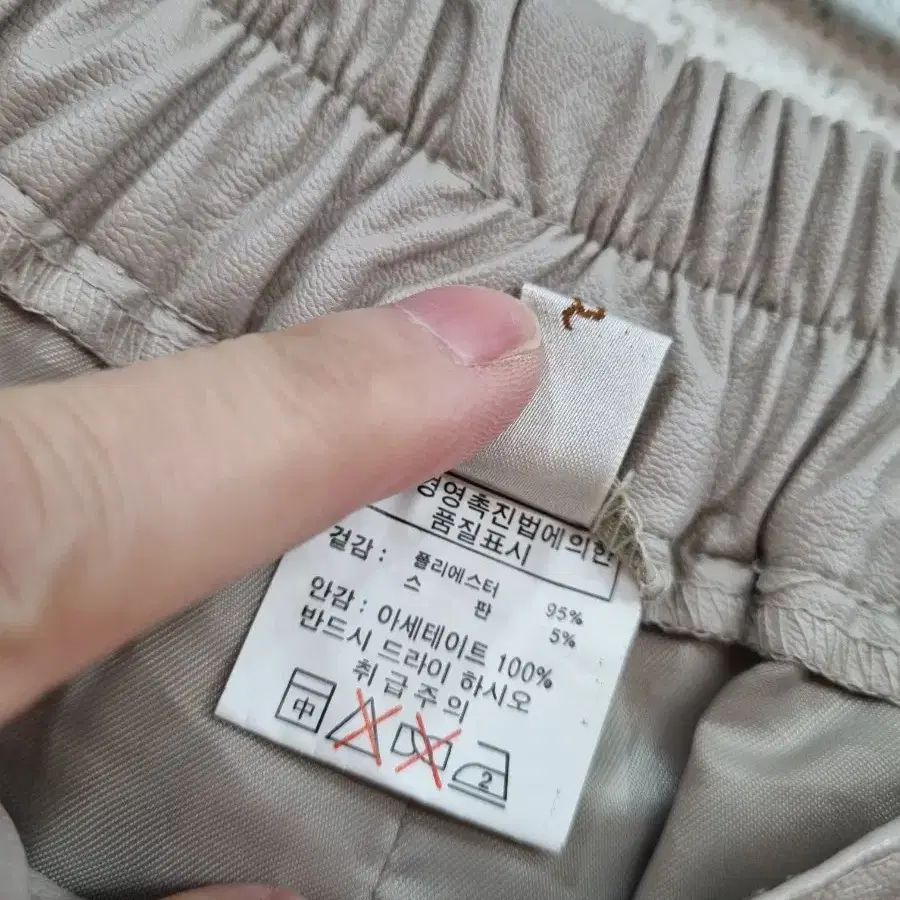 경영촉진법에의한
품질표시
겉감 : 폴리에스터 95%
스 판 5%
안감 : 아세테이트 100%
반드시 드라이 하시오
취 급 주 의
中
2